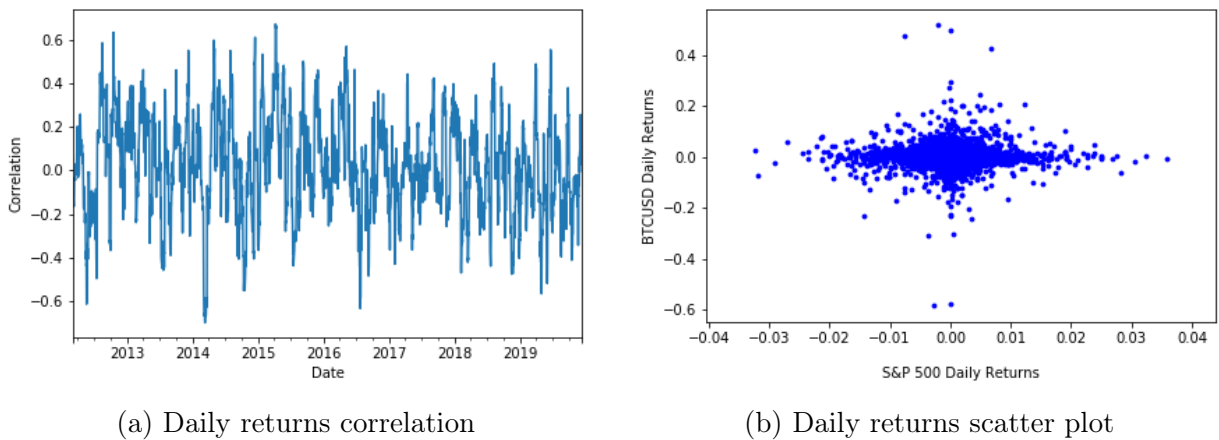 0.6
0.4
0.2
0.0
−0.2
−0.4
−0.6
Correlation
2013 2014 2015 2016 2017 2018 2019
Date
(a) Daily returns correlation
0.4
0.2
0.0
−0.2
−0.4
−0.6
BTCUSD Daily Returns
−0.04 −0.03 −0.02 −0.01 0.00 0.01 0.02 0.03 0.04
S&P 500 Daily Returns
(b) Daily returns scatter plot